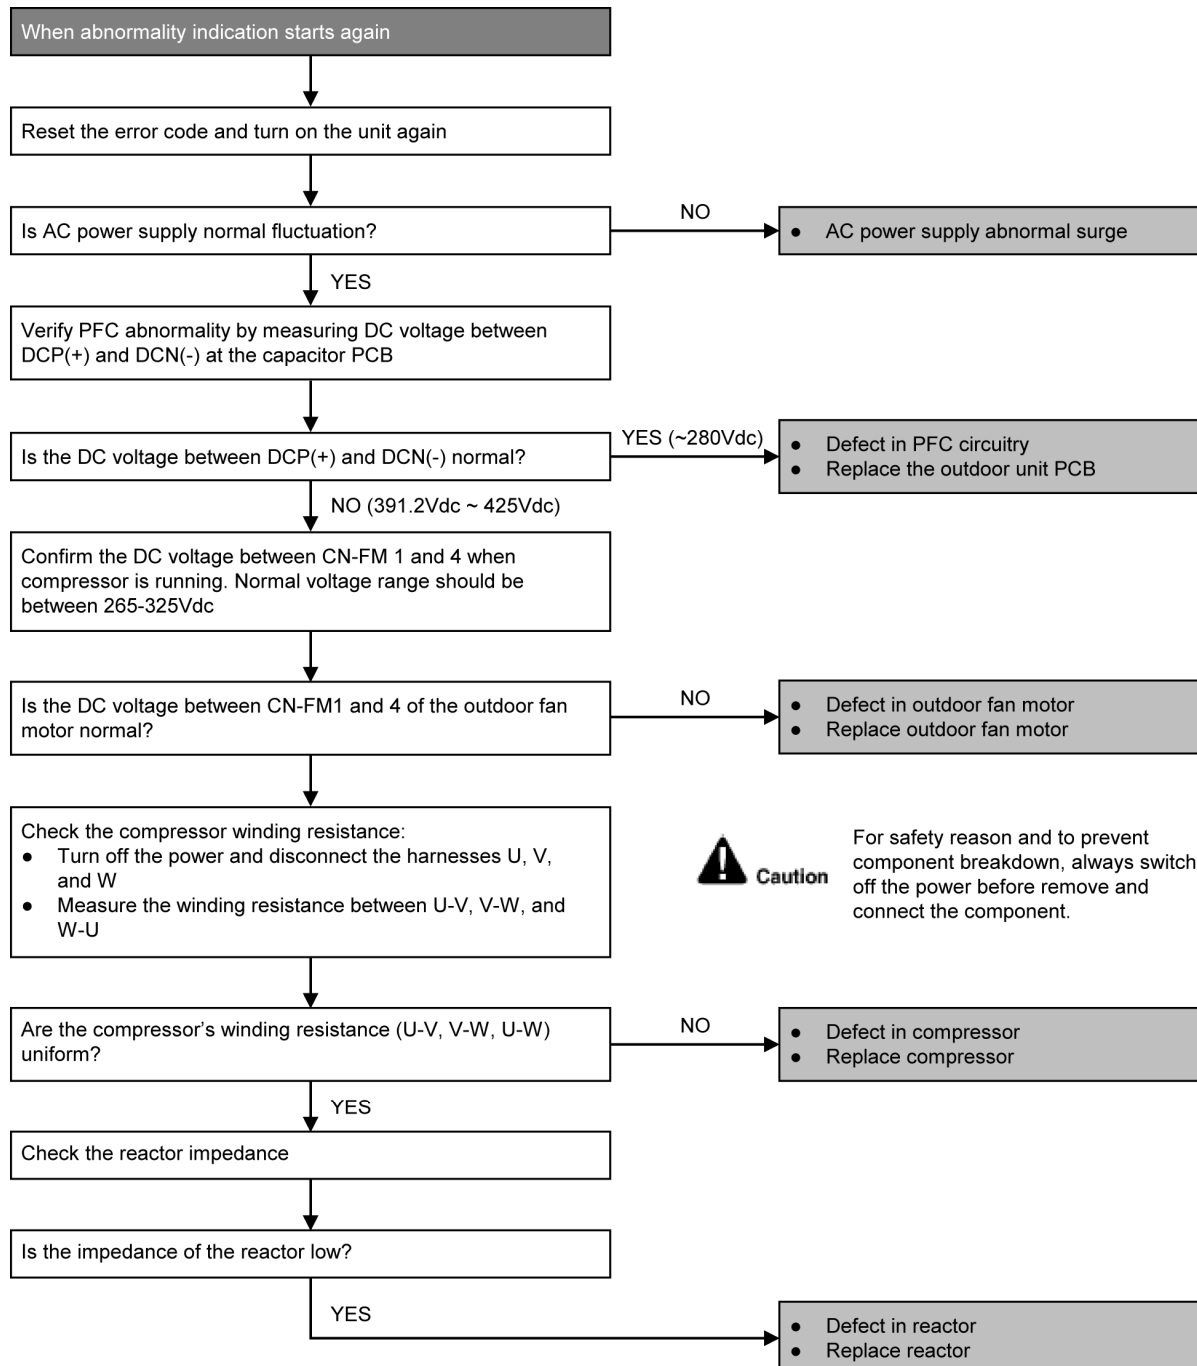 When abnormality indication starts again
Reset the error code and turn on the unit again
Is AC power supply normal fluctuation?
NO
● AC power supply abnormal surge
YES
Verify PFC abnormality by measuring DC voltage between
DCP(+) and DCN(-) at the capacitor PCB
Is the DC voltage between DCP(+) and DCN(-) normal?
YES (~280Vdc)
● Defect in PFC circuitry
● Replace the outdoor unit PCB
NO (391.2Vdc ~ 425Vdc)
Confirm the DC voltage between CN-FM 1 and 4 when
compressor is running. Normal voltage range should be
between 265-325Vdc
Is the DC voltage between CN-FM1 and 4 of the outdoor fan
motor normal?
NO
● Defect in outdoor fan motor
● Replace outdoor fan motor
Check the compressor winding resistance:
● Turn off the power and disconnect the harnesses U, V,
and W
● Measure the winding resistance between U-V, V-W, and
W-U
Caution
For safety reason and to prevent
component breakdown, always switch
off the power before remove and
connect the component.
Are the compressor’s winding resistance (U-V, V-W, U-W)
uniform?
NO
● Defect in compressor
● Replace compressor
YES
Check the reactor impedance
Is the impedance of the reactor low?
YES
● Defect in reactor
● Replace reactor